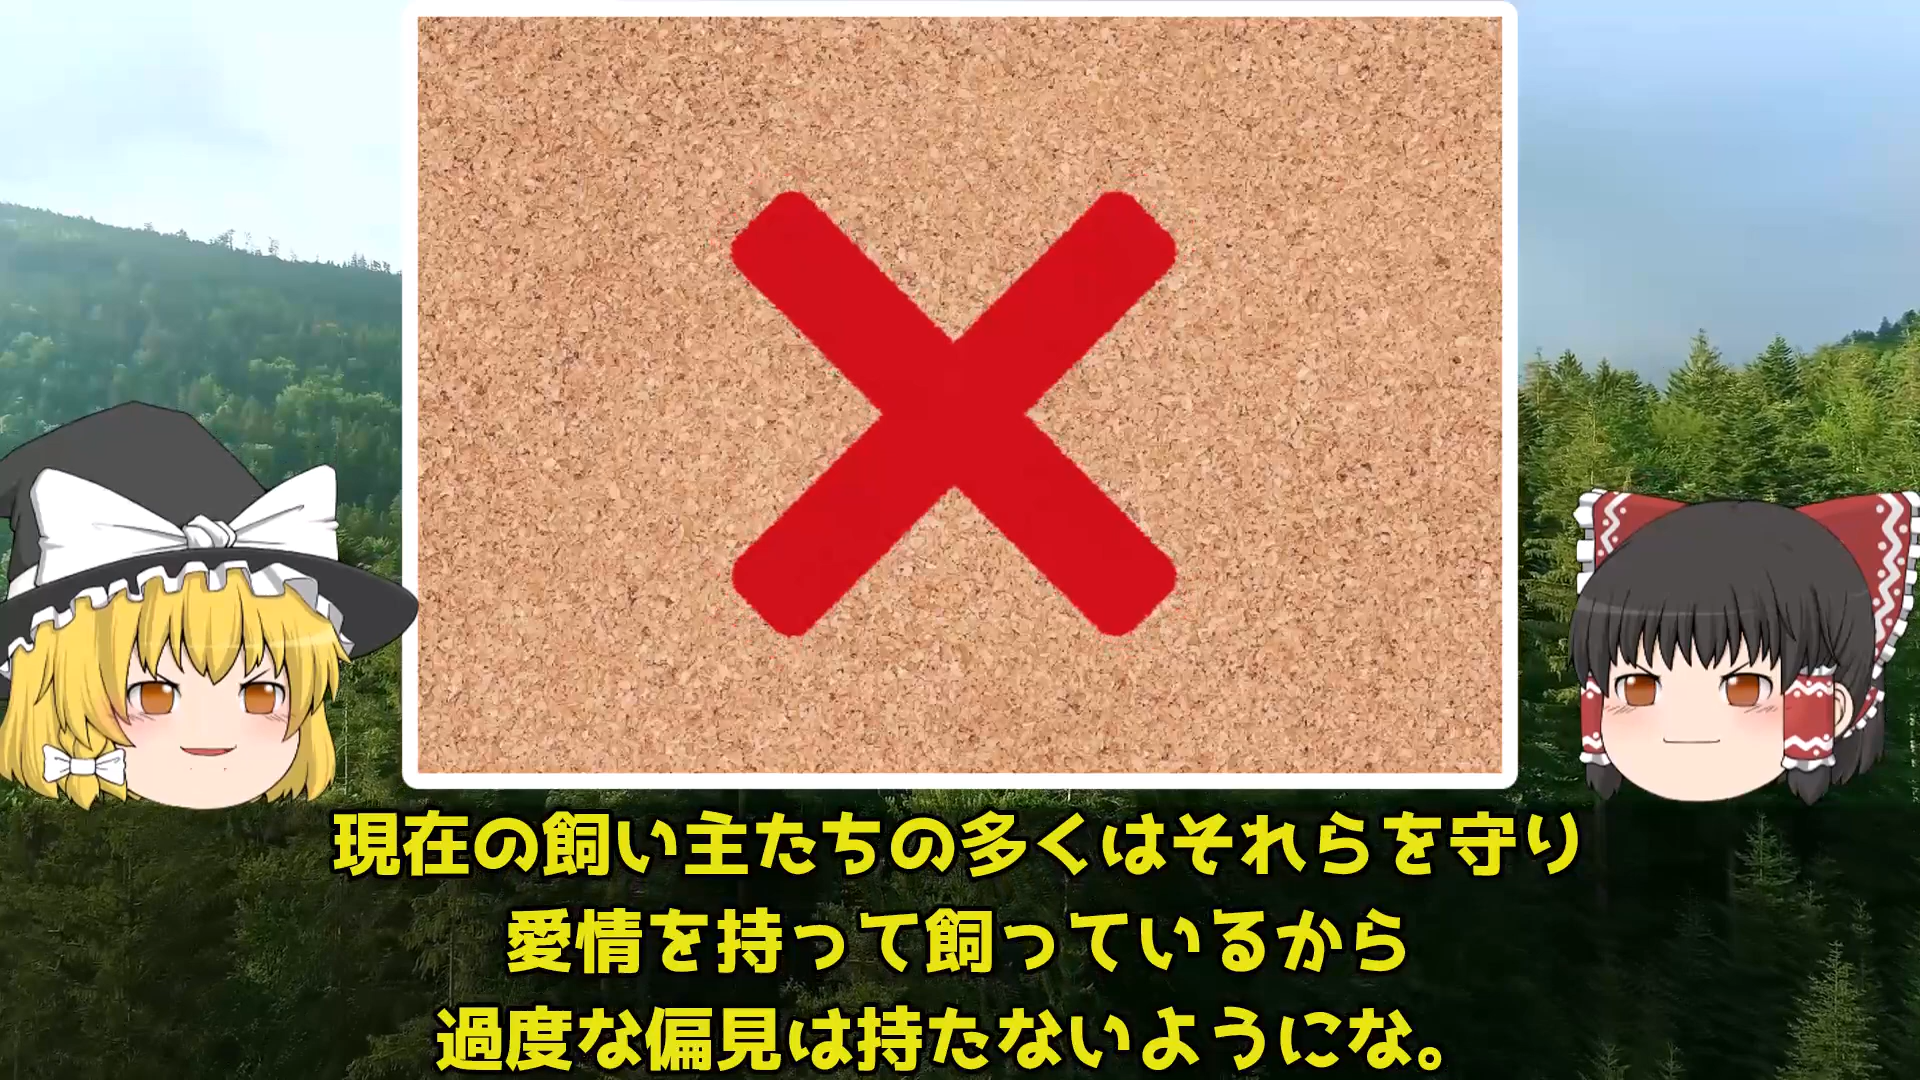 現在の飼い主たちの多くはそれらを守り
愛情を持って飼っているから
過度な偏見は持たないようにな。